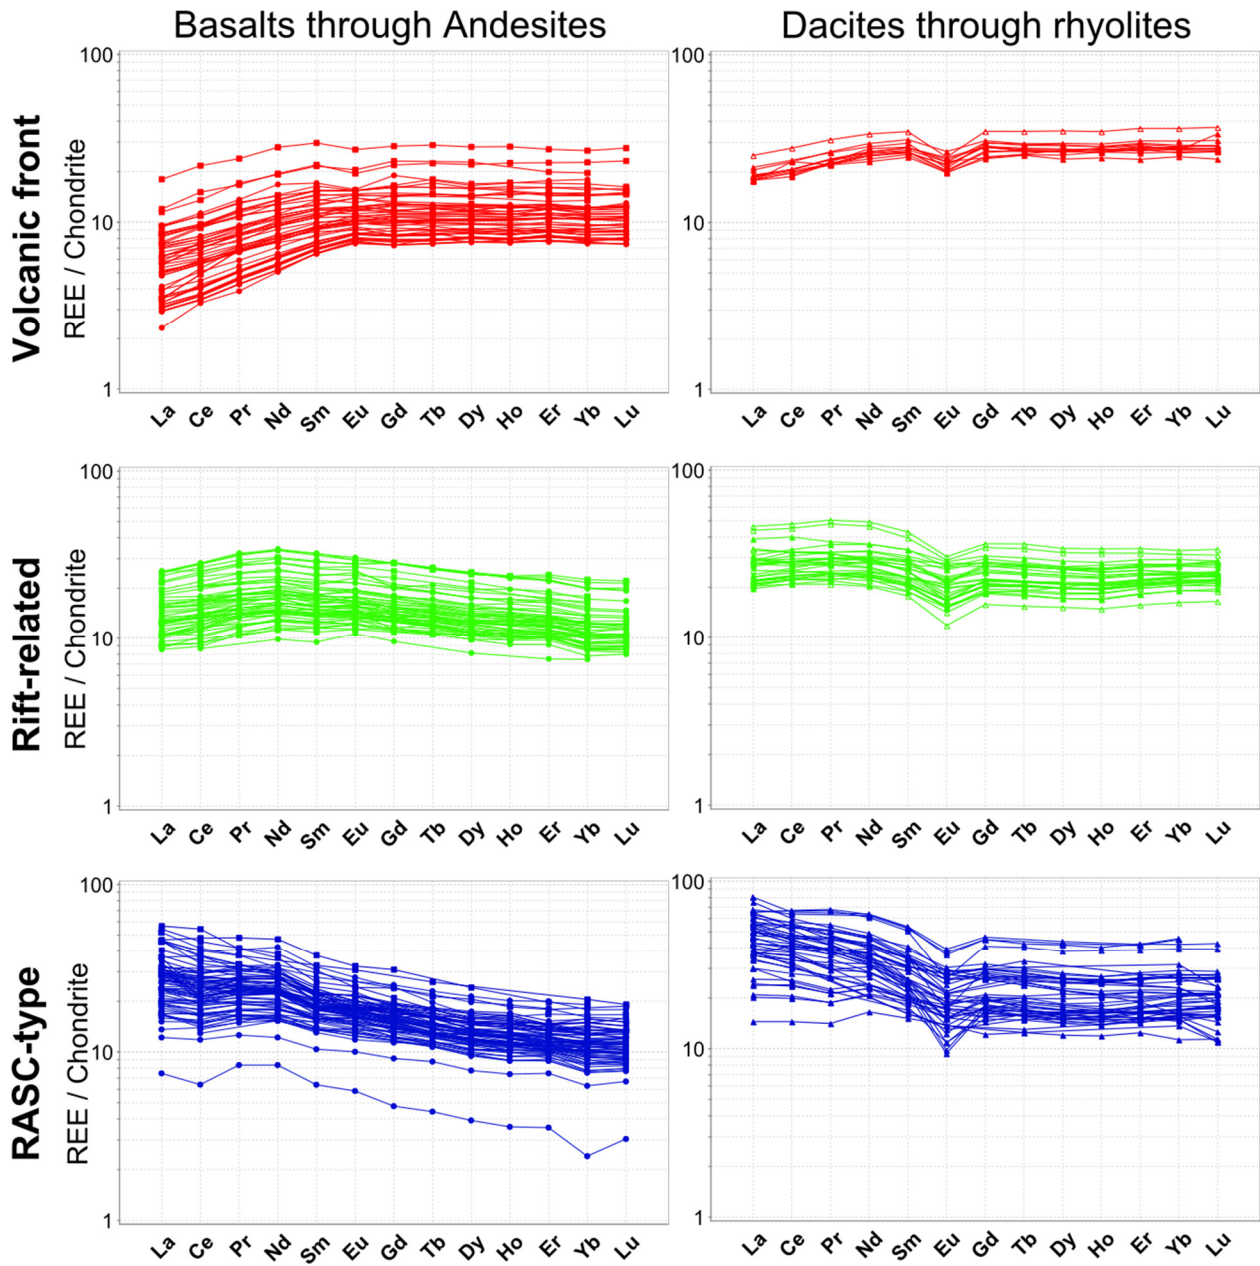 Basalts through Andesites Dacites through rhyolites
Volcanic front
REE / Chondrite
100
10
1
La Ce Pr Nd Sm Eu Gd Tb Dy Ho Er Yb Lu
100
10
1
La Ce Pr Nd Sm Eu Gd Tb Dy Ho Er Yb Lu
Rift-related
REE / Chondrite
100
10
1
La Ce Pr Nd Sm Eu Gd Tb Dy Ho Er Yb Lu
100
10
1
La Ce Pr Nd Sm Eu Gd Tb Dy Ho Er Yb Lu
RASC-type
REE / Chondrite
100
10
1
La Ce Pr Nd Sm Eu Gd Tb Dy Ho Er Yb Lu
100
10
1
La Ce Pr Nd Sm Eu Gd Tb Dy Ho Er Yb Lu